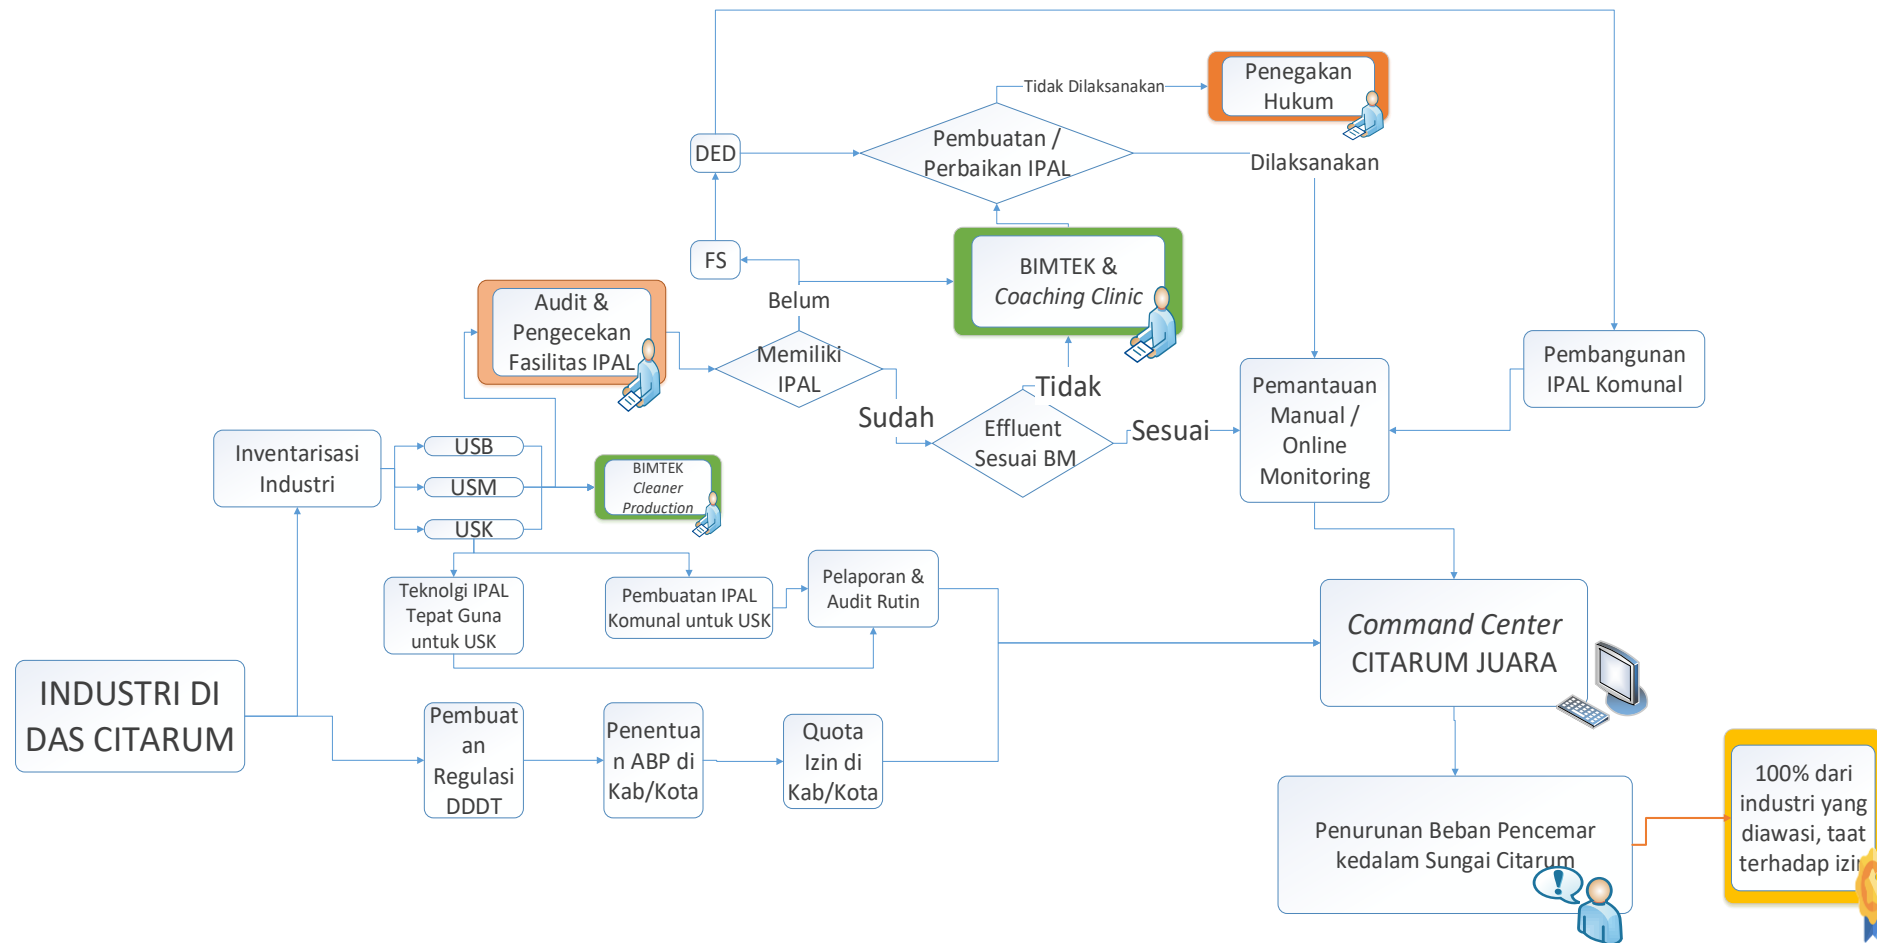 Tidak Dilaksanakan
Penegakan
Hukum
DED
Pembuatan /
Perbaikan IPAL
Dilaksanakan
FS
BIMTEK &
Coaching Clinic
Belum
Audit &
Pengecekan
Fasilitas IPAL
Memiliki
IPAL
Pembangunan
IPAL Komunal
Tidak
Sudah
Effluent
Sesuai BM
Sesuai
Pemantauan
Manual /
Online
Monitoring
Inventarisasi
Industri
USB
USM
USK
BIMTEK
Cleaner
Production
Teknolgi IPAL
Tepat Guna
untuk USK
Pembuatan IPAL
Komunal untuk USK
Pelaporan &
Audit Rutin
Command Center
CITARUM JUARA
INDUSTRI DI
DAS CITARUM
Pembuat
an
Regulasi
DDDT
Penentua
n ABP di
Kab/Kota
Quota
Izin di
Kab/Kota
Penurunan Beban Pencemar
kedalam Sungai Citarum
100% dari
industri yang
diawasi, taat
terhadap izin